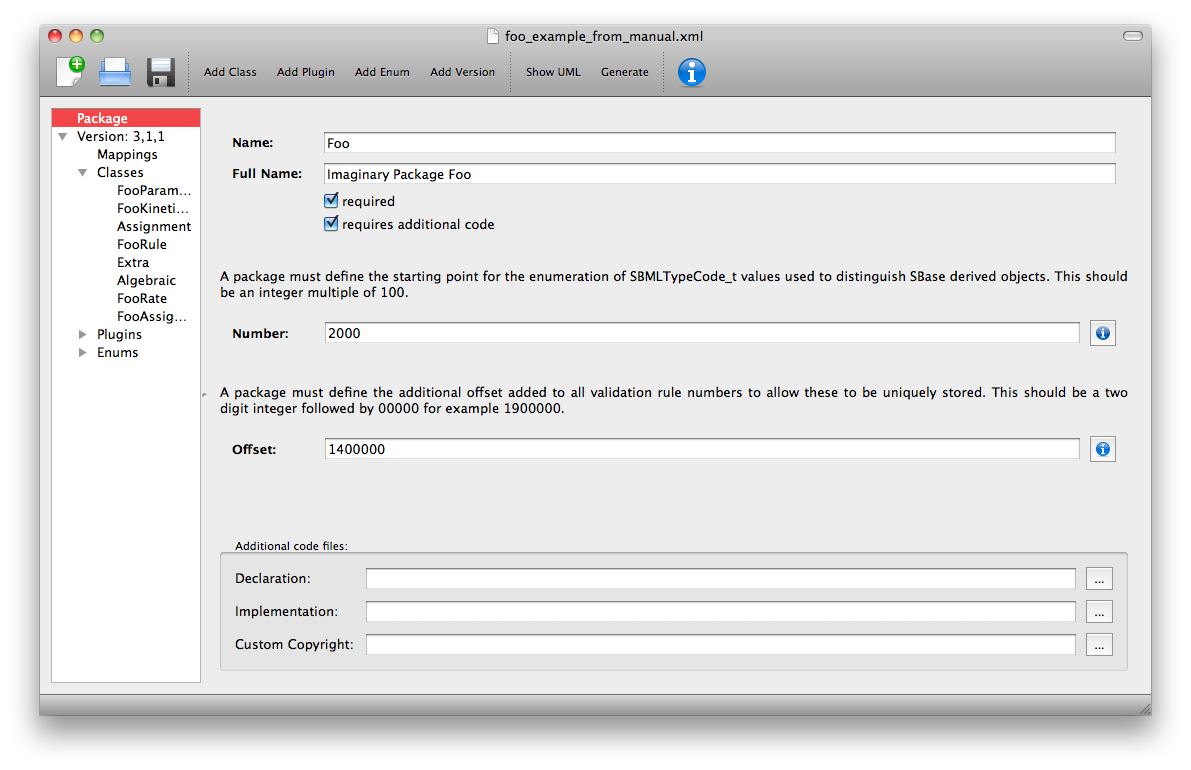 foo_example_from_manual.xml
Add Class Add Plugin Add Enum Add Version Show UML Generate
Package
Version: 3,1,1
Mappings
Classes
FooParam...
FooKineti...
Assignment
FooRule
Extra
Algebraic
FooRate
FooAssig...
Plugins
Enums
Name: Foo
Full Name: Imaginary Package Foo
required
requires additional code
A package must define the starting point for the enumeration of SBMLTypeCode_t values used to distinguish SBase derived objects. This should
be an integer multiple of 100.
Number: 2000
A package must define the additional offset added to all validation rule numbers to allow these to be uniquely stored. This should be a two
digit integer followed by 00000 for example 1900000.
Offset: 1400000
Additional code files:
Declaration: ...
Implementation: ...
Custom Copyright: ...